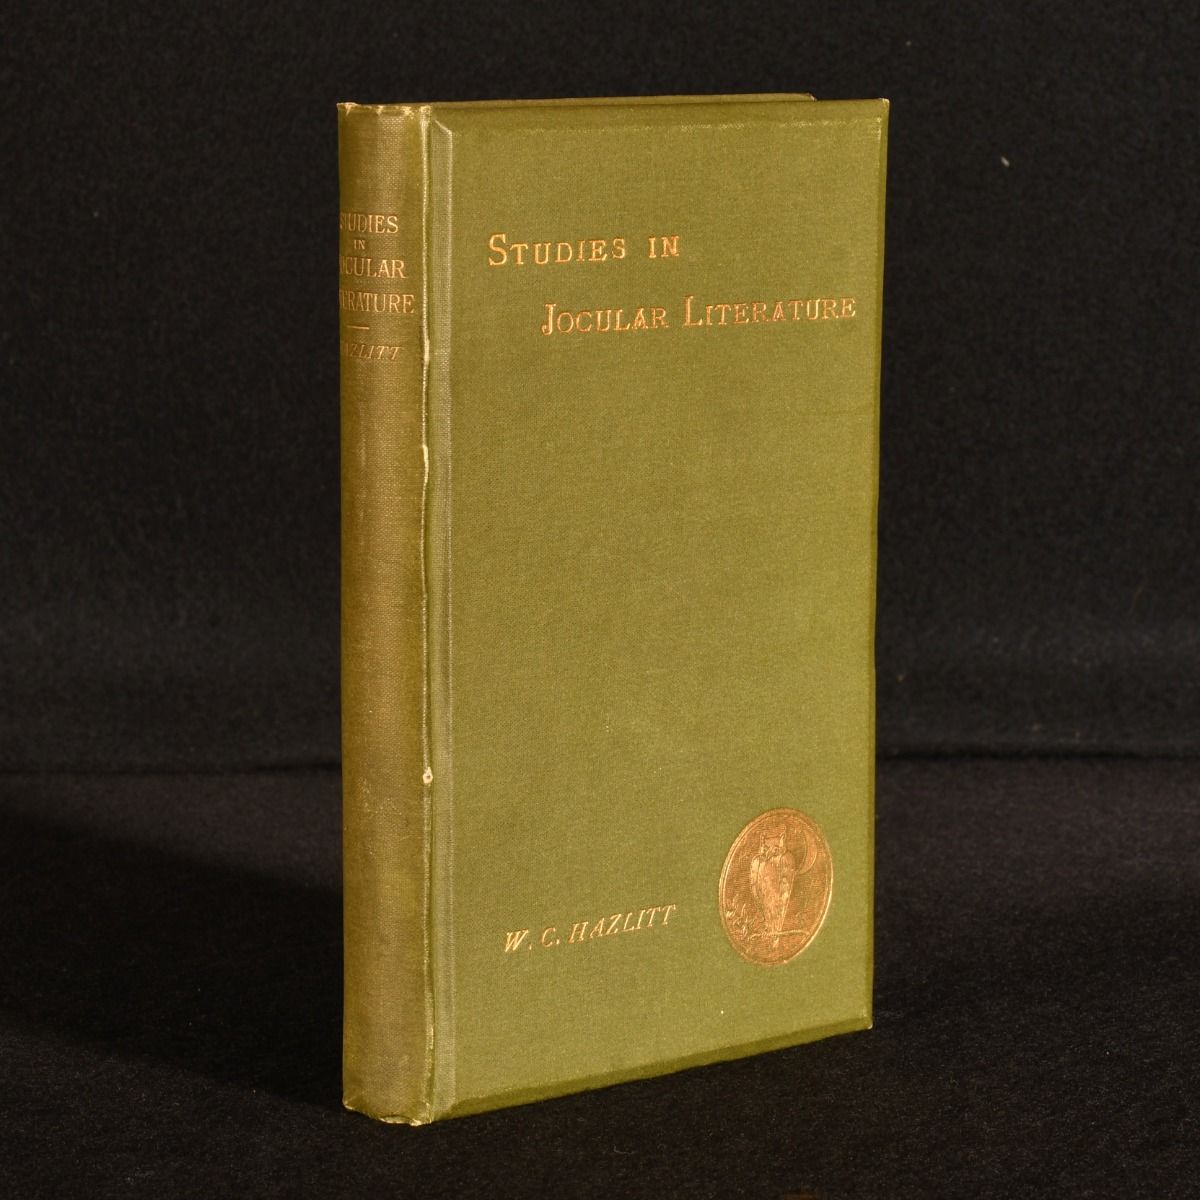 STUDIES
IN
JOCULAR
LITERATURE
HAZLITT
STUDIES IN
JOCULAR LITERATURE
W. C. HAZLITT